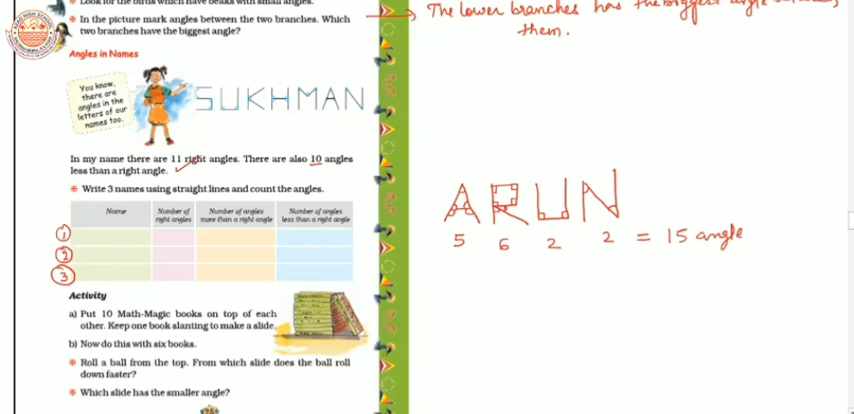 Look for the birds which have beaks with small angles.
In the picture mark angles between the two branches. Which
two branches have the biggest angle?
The lower branches has the biggest angle
them.
Angles in Names
You know,
there are
angles in the
letters of our
names too.
SUKHMAN
In my name there are 11 right angles. There are also 10 angles
less than a right angle.
Write 3 names using straight lines and count the angles.
Name Number of right angles Number of angles more than a right angle Number of angles less than a right angle
1
2
3
ARUN
5 6 2 2 = 15 angle
Activity
a) Put 10 Math-Magic books on top of each
other. Keep one book slanting to make a slide.
b) Now do this with six books.
Roll a ball from the top. From which slide does the ball roll
down faster?
Which slide has the smaller angle?